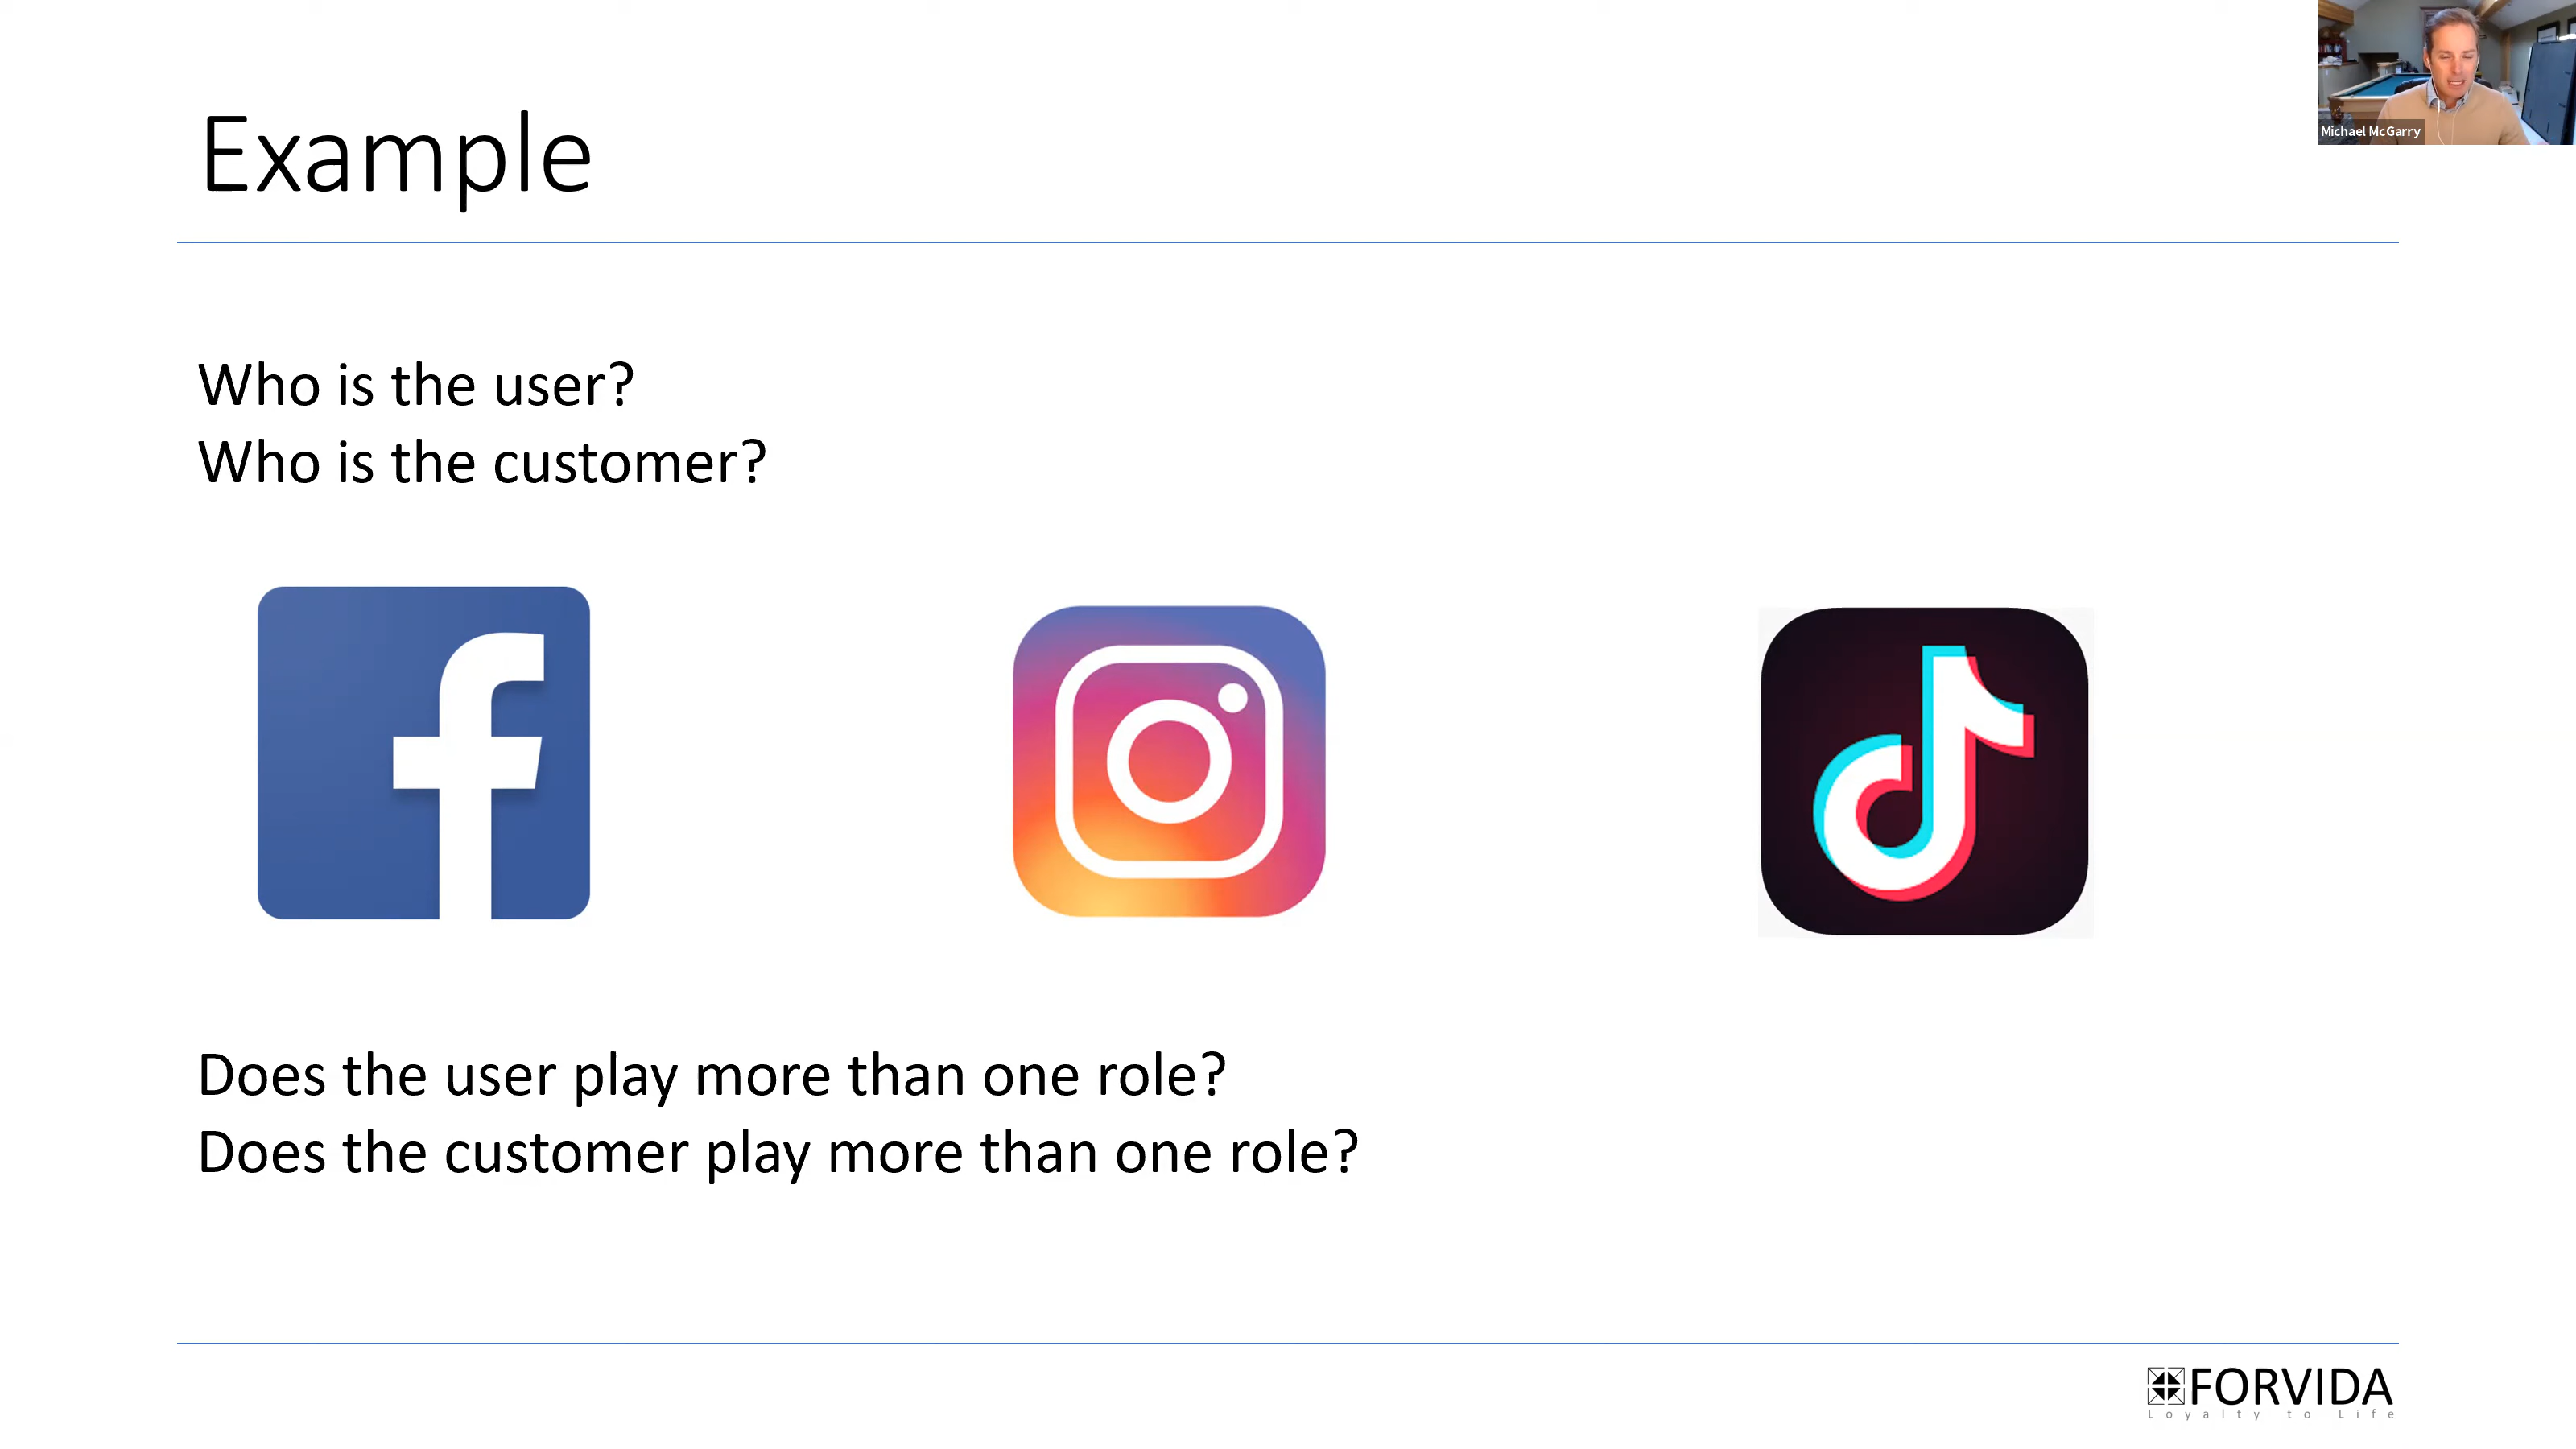 Michael McGarry
Example
Who is the user?
Who is the customer?
Does the user play more than one role?
Does the customer play more than one role?
FORVIDA
Loyalty to Life